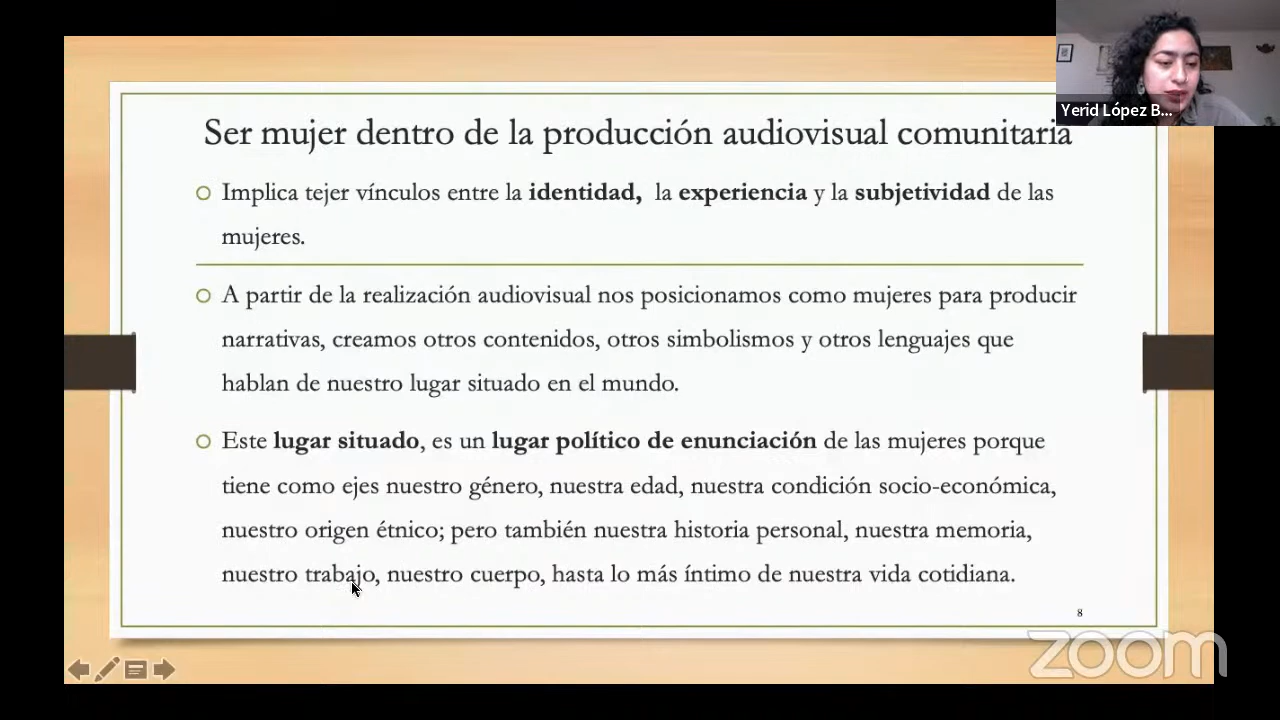 Yerid López B...
Ser mujer dentro de la producción audiovisual comunitaria
Implica tejer vínculos entre la identidad, la experiencia y la subjetividad de las
mujeres.
A partir de la realización audiovisual nos posicionamos como mujeres para producir
narrativas, creamos otros contenidos, otros simbolismos y otros lenguajes que
hablan de nuestro lugar situado en el mundo.
Este lugar situado, es un lugar político de enunciación de las mujeres porque
tiene como ejes nuestro género, nuestra edad, nuestra condición socio-económica,
nuestro origen étnico; pero también nuestra historia personal, nuestra memoria,
nuestro trabajo, nuestro cuerpo, hasta lo más íntimo de nuestra vida cotidiana.
8
zoom